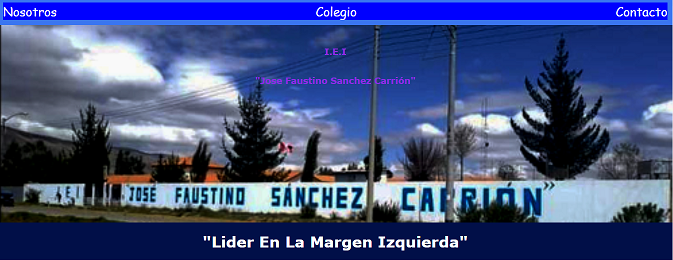 Nosotros Colegio Contacto
I.E.I
"José Faustino Sanchez Carrión"
I.E.I "JOSÉ FAUSTINO SÁNCHEZ CARRIÓN"
"Lider En La Margen Izquierda"